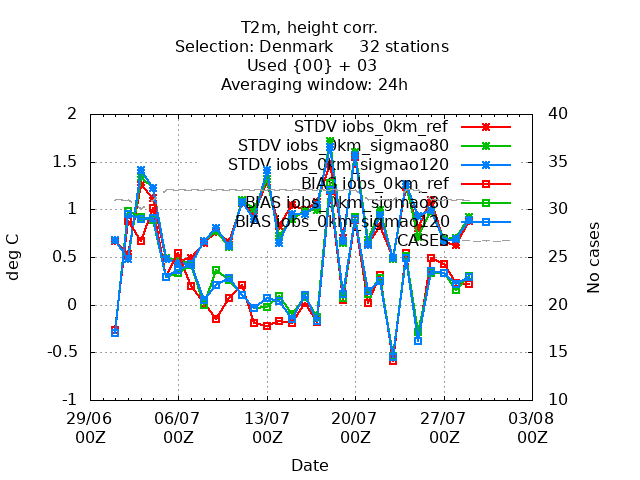 T2m, height corr.
Selection: Denmark 32 stations
Used {00} + 03
Averaging window: 24h
2
1.5
1
0.5
0
-0.5
-1
40
35
30
25
20
15
10
STDV iobs_0km_ref
STDV iobs_0km_sigmao80
STDV iobs_0km_sigmao120
BIAS iobs_0km_ref
BIAS iobs_0km_sigmao80
BIAS iobs_0km_sigmao120
CASES
deg C
No cases
29/06 06/07 13/07 20/07 27/07 03/08
00Z 00Z 00Z 00Z 00Z 00Z
Date